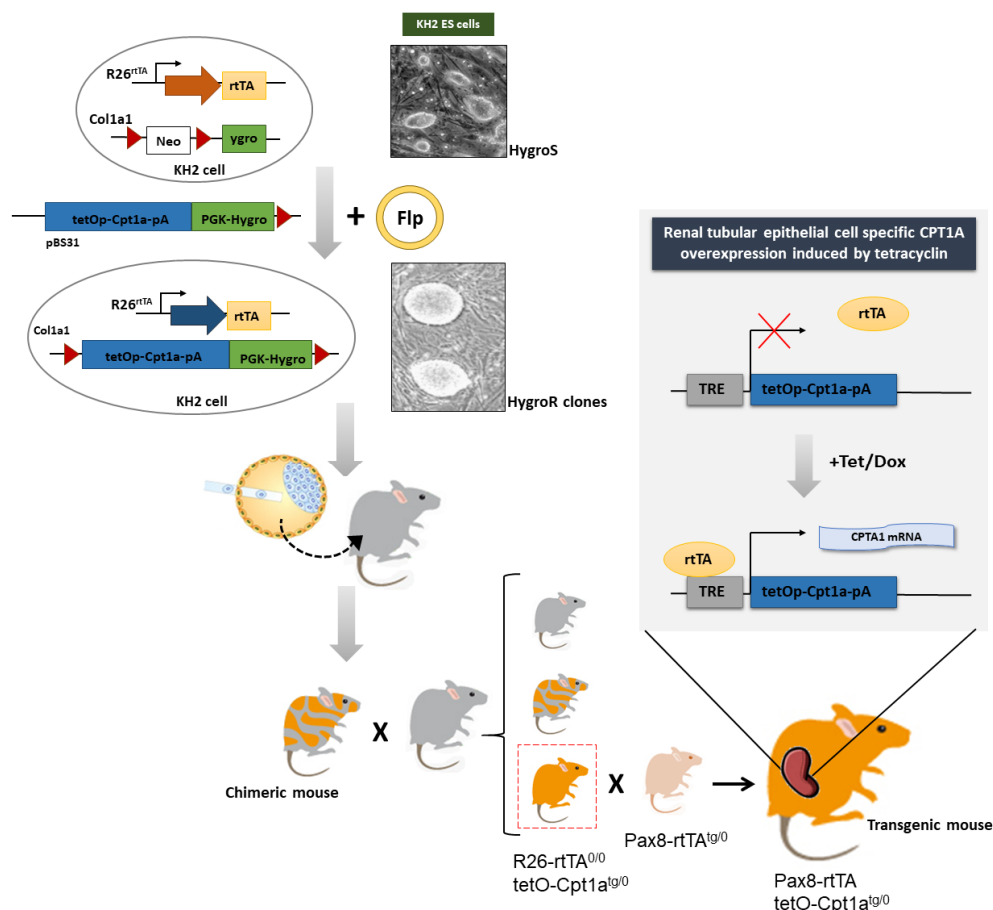 KH2 ES cells
R26rtTA
rtTA
Col1a1
Neo
ygro
KH2 cell
HygroS
tetOp-Cpt1a-pA
PGK-Hygro
pBS31
+
Flp
R26rtTA
rtTA
Col1a1
tetOp-Cpt1a-pA
PGK-Hygro
KH2 cell
HygroR clones
Renal tubular epithelial cell specific CPT1A
overexpression induced by tetracyclin
rtTA
TRE
tetOp-Cpt1a-pA
+Tet/Dox
CPTA1 mRNA
rtTA
TRE
tetOp-Cpt1a-pA
Chimeric mouse
X
X
R26-rtTA0/0
tetO-Cpt1atg/0
Pax8-rtTAtg/0
Transgenic mouse
Pax8-rtTA
tetO-Cpt1atg/0